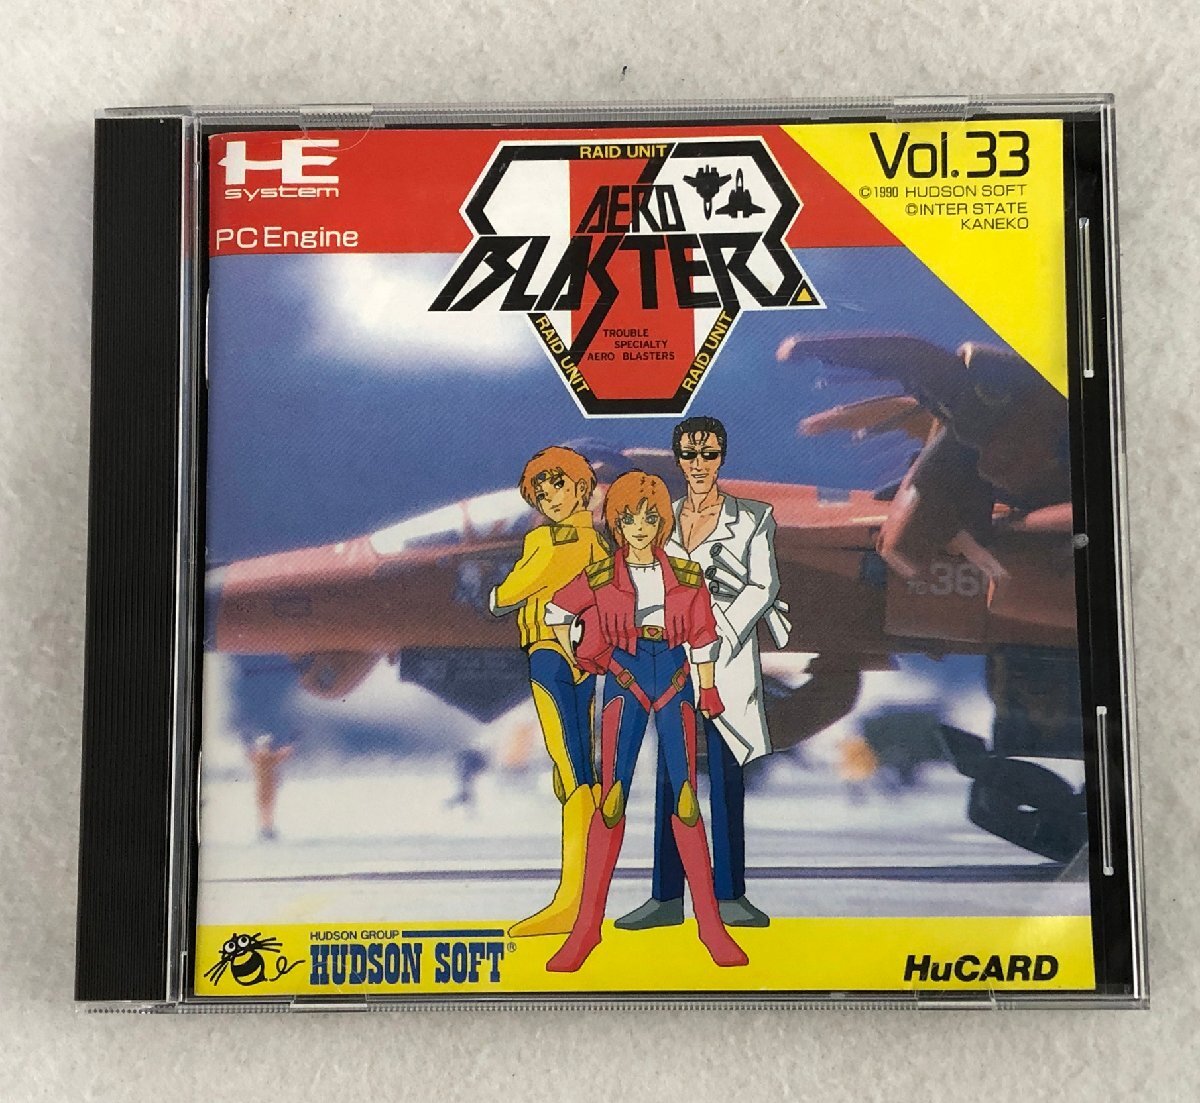 HE
system
PC Engine
RAID UNIT
AERO
BLASTERS
TROUBLE
SPECIALTY
AERO BLASTERS
RAID UNIT
RAID UNIT
Vol.33
©1990 HUDSON SOFT
©INTER STATE
KANEKO
36
HUDSON GROUP
HUDSON SOFT®
HuCARD